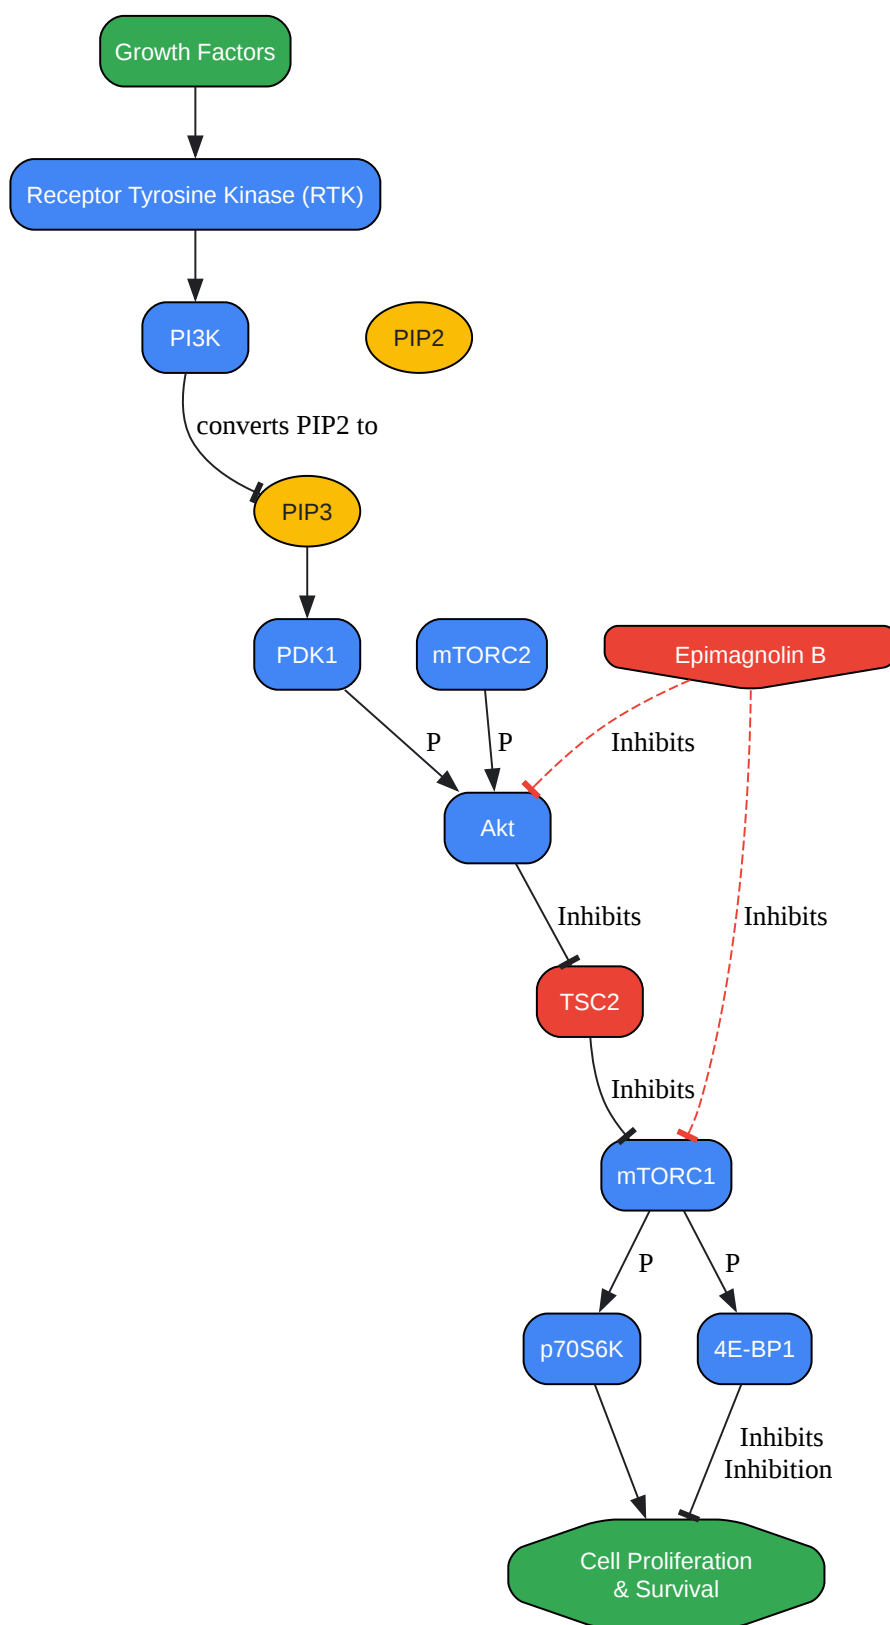 Growth Factors
Receptor Tyrosine Kinase (RTK)
PI3K
PIP2
converts PIP2 to
PIP3
PDK1
mTORC2
Epimagnolin B
P
P
Inhibits
Akt
Inhibits
Inhibits
TSC2
Inhibits
mTORC1
P
P
p70S6K
4E-BP1
Inhibits
Inhibition
Cell Proliferation
& Survival